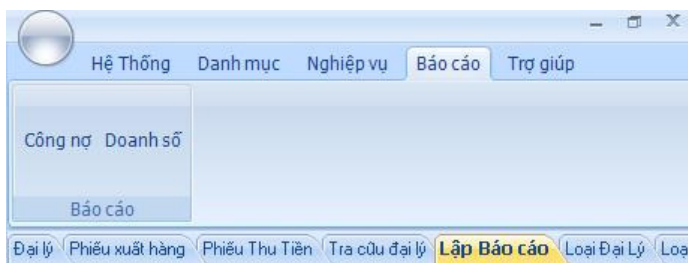 Hệ Thống Danh mục Nghiệp vụ Báo cáo Trợ giúp
Công nợ Doanh số
Báo cáo
Đại lý Phiếu xuất hàng Phiếu Thu Tiền Tra cứu đại lý Lập Báo cáo Loại Đại Lý Loạ